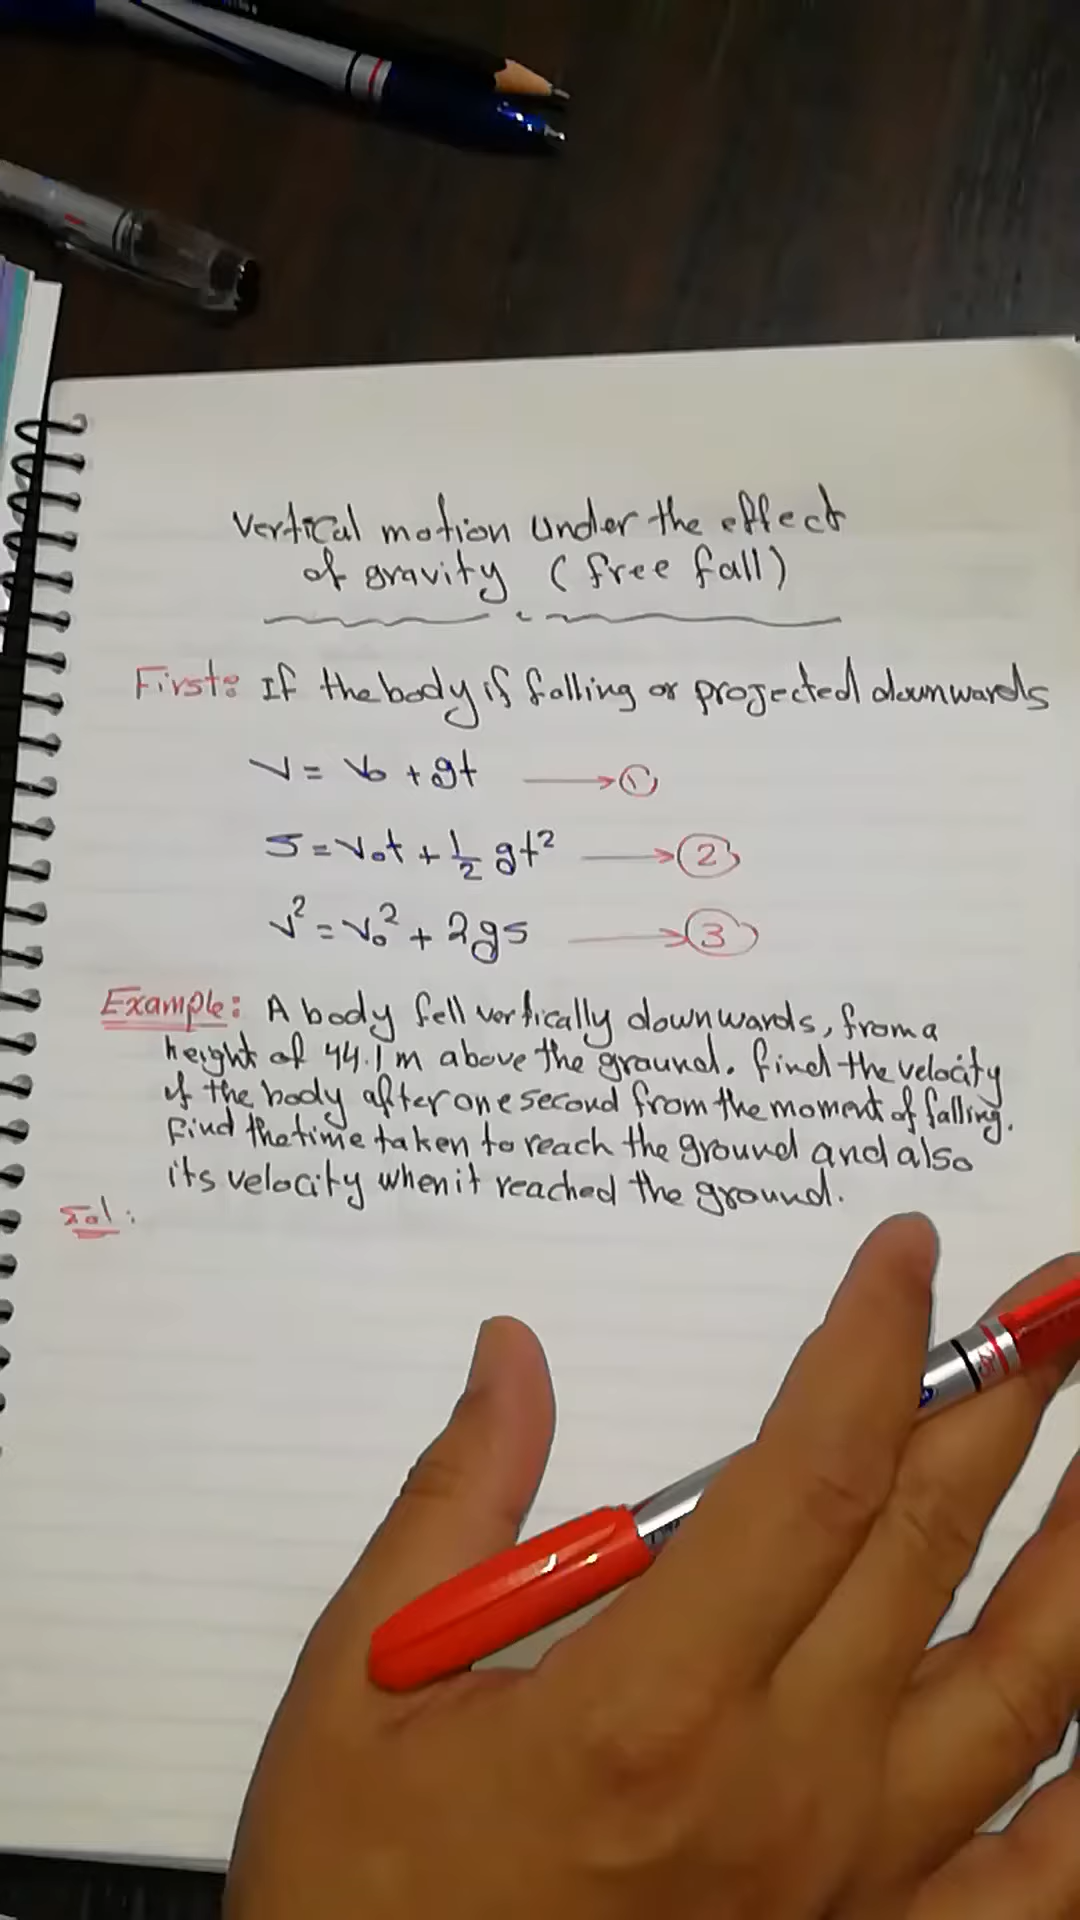 Vertical motion under the effect
of gravity (free fall)
First: If the body if falling or projected downwards
V = V₀ + gt → ①
S = V₀t + 1/2 gt² → ②
V² = V₀² + 2gS → ③
Example: A body fell vertically downwards, from a
height of 44.1 m above the ground. find the velocity
of the body after one second from the moment of falling.
Find the time taken to reach the ground and also
its velocity when it reached the ground.
Sol: